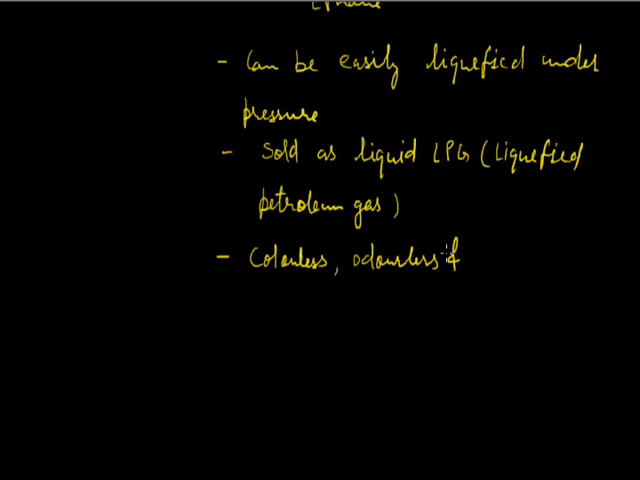 - Can be easily liquefied under
pressure
- Sold as liquid LPG (Liquefied
petroleum gas)
- Colourless, odourless &